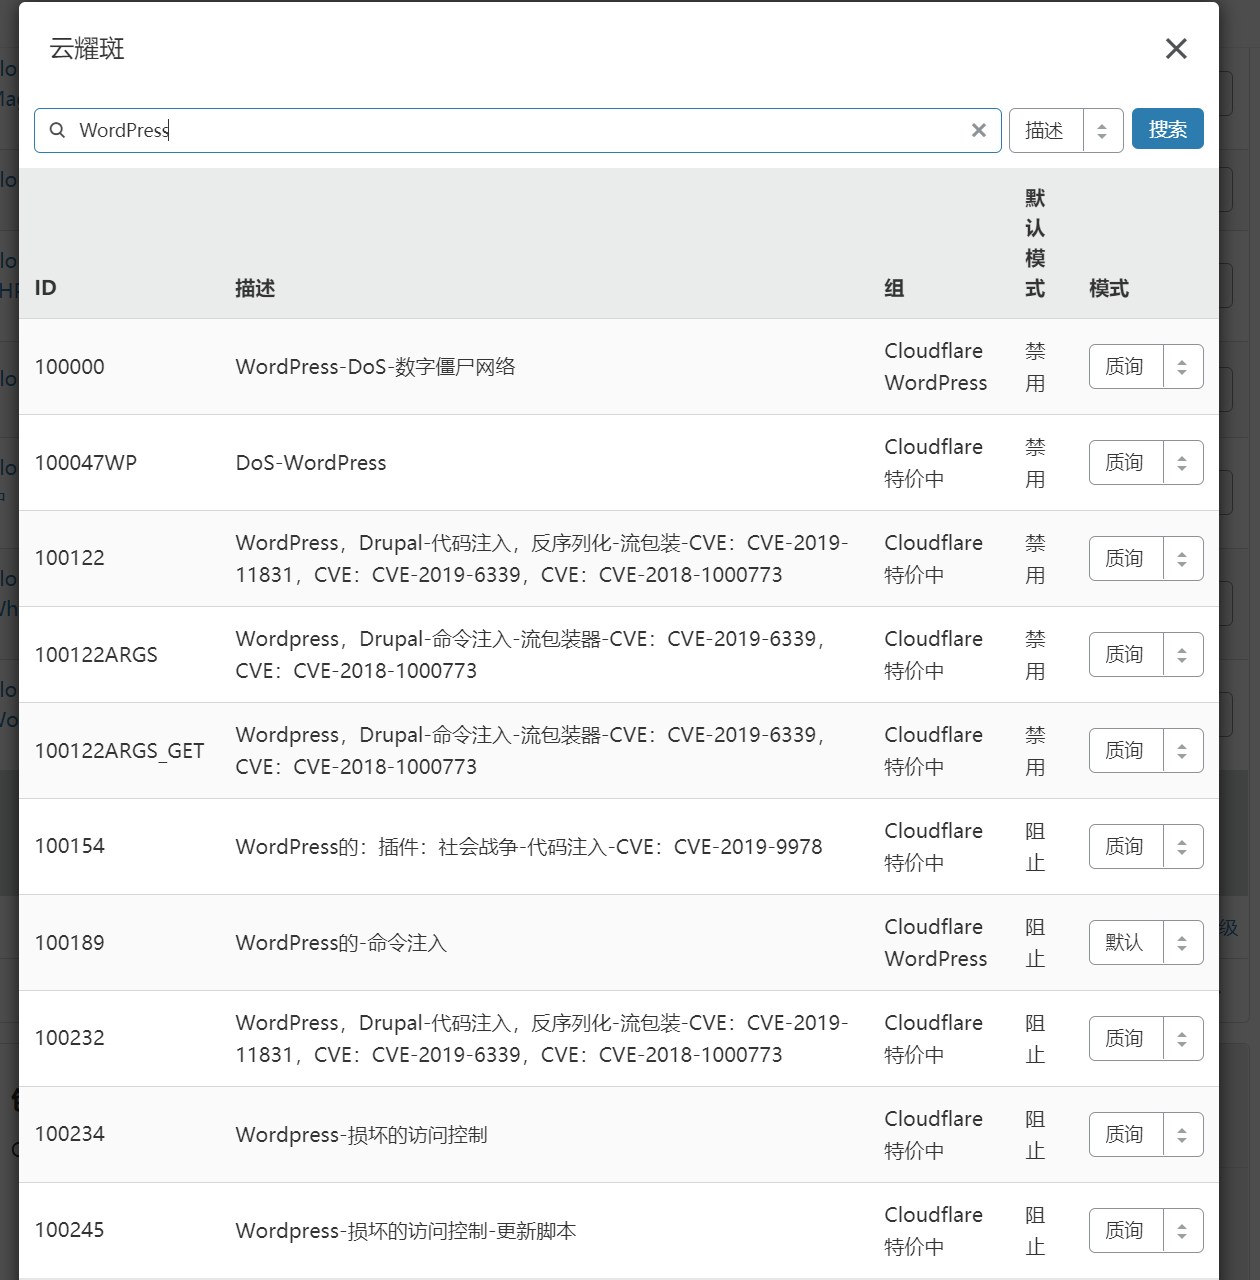 云耀斑
WordPress
描述
搜索
ID
描述
组
默
认
模
式
模式
100000
WordPress-DoS-数字僵尸网络
Cloudflare
WordPress
禁
用
质询
100047WP
DoS-WordPress
Cloudflare
特价中
禁
用
质询
100122
WordPress，Drupal-代码注入，反序列化-流包装-CVE：CVE-2019-
11831，CVE：CVE-2019-6339，CVE：CVE-2018-1000773
Cloudflare
特价中
禁
用
质询
100122ARGS
Wordpress，Drupal-命令注入-流包装器-CVE：CVE-2019-6339，
CVE：CVE-2018-1000773
Cloudflare
特价中
禁
用
质询
100122ARGS_GET
Wordpress，Drupal-命令注入-流包装器-CVE：CVE-2019-6339，
CVE：CVE-2018-1000773
Cloudflare
特价中
禁
用
质询
100154
WordPress的：插件：社会战争-代码注入-CVE：CVE-2019-9978
Cloudflare
特价中
阻
止
质询
100189
WordPress的-命令注入
Cloudflare
WordPress
阻
止
默认
100232
WordPress，Drupal-代码注入，反序列化-流包装-CVE：CVE-2019-
11831，CVE：CVE-2019-6339，CVE：CVE-2018-1000773
Cloudflare
特价中
阻
止
质询
100234
Wordpress-损坏的访问控制
Cloudflare
特价中
阻
止
质询
100245
Wordpress-损坏的访问控制-更新脚本
Cloudflare
特价中
阻
止
质询